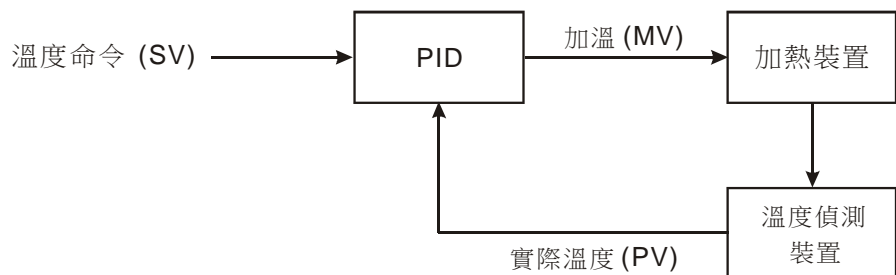 溫度命令 (SV)
PID
加溫 (MV)
加熱裝置
溫度偵測
裝置
實際溫度 (PV)